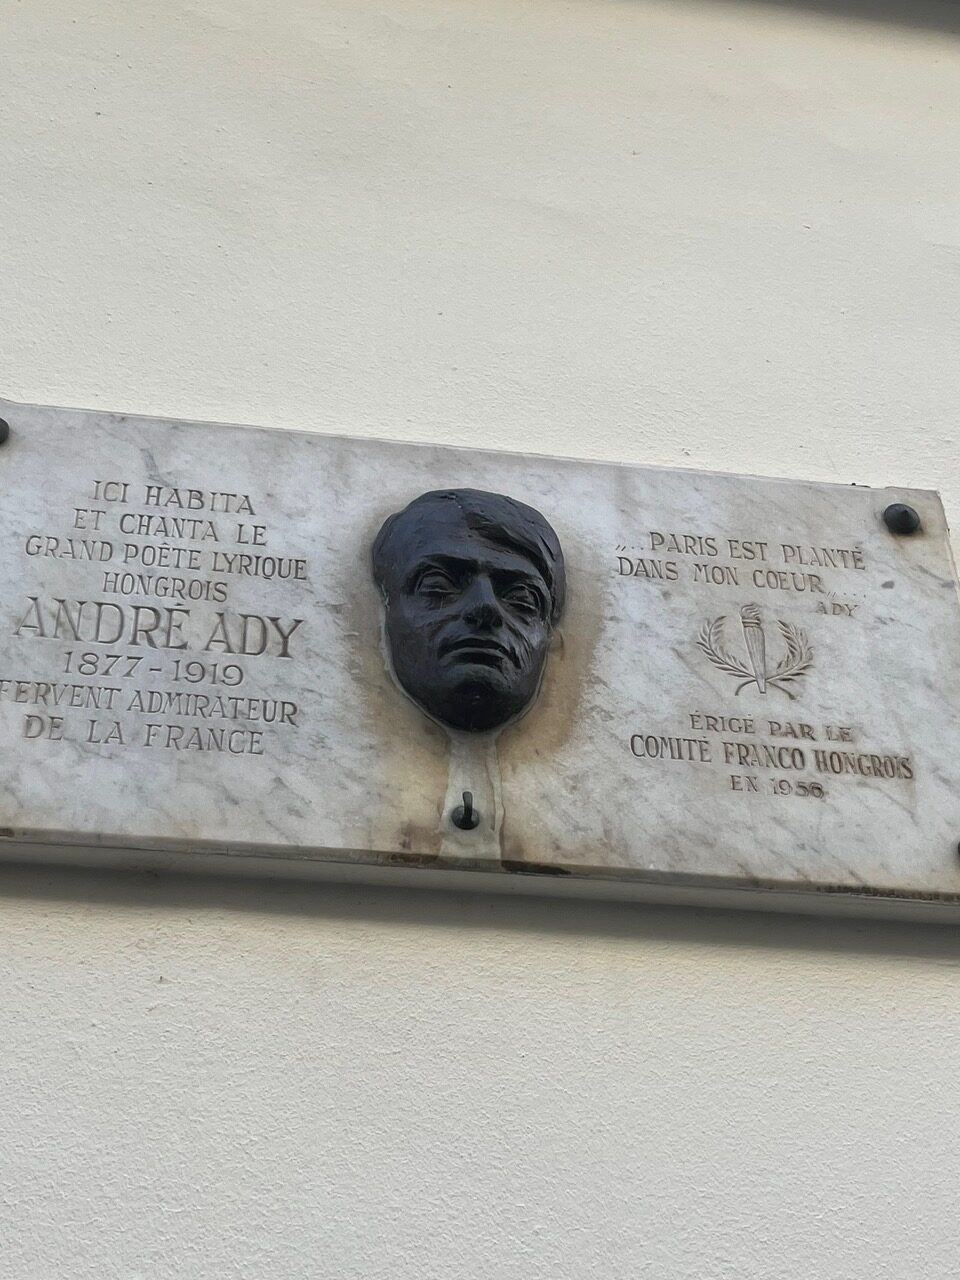 ICI HABITA
ET CHANTA LE
GRAND POÈTE LYRIQUE
HONGROIS
ANDRÉ ADY
1877-1919
FERVENT ADMIRATEUR
DE LA FRANCE
„...PARIS EST PLANTÉ
DANS MON COEUR„...
ADY
ÉRIGÉ PAR LE
COMITÉ FRANCO HONGROIS
EN 1958